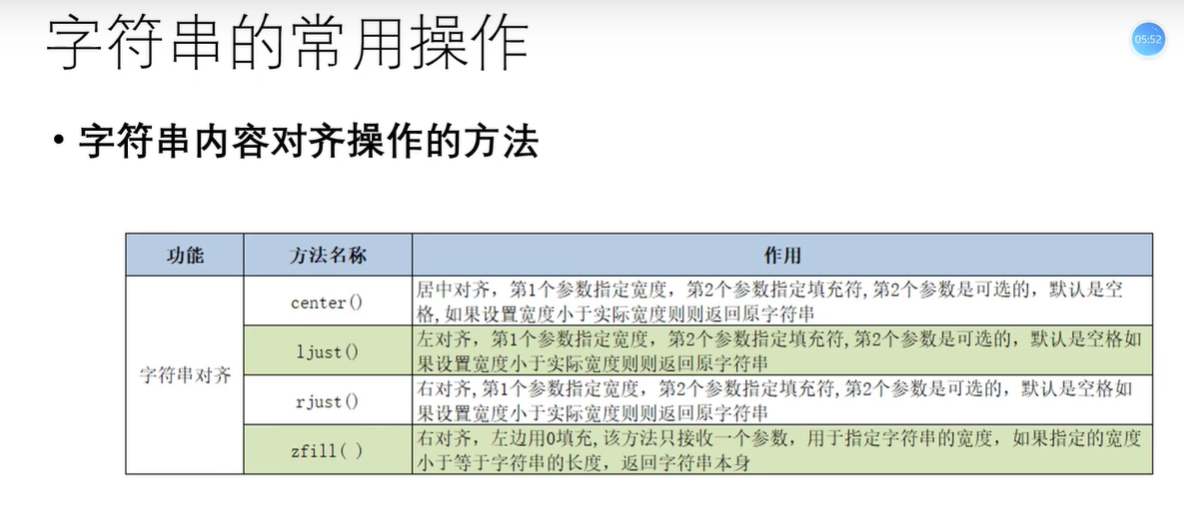 字符串的常用操作
05:52
• 字符串内容对齐操作的方法
功能 方法名称 作用
字符串对齐
center()
居中对齐，第1个参数指定宽度，第2个参数指定填充符,第2个参数是可选的，默认是空
格,如果设置宽度小于实际宽度则则返回原字符串
ljust()
左对齐，第1个参数指定宽度，第2个参数指定填充符,第2个参数是可选的，默认是空格如
果设置宽度小于实际宽度则则返回原字符串
rjust()
右对齐,第1个参数指定宽度，第2个参数指定填充符,第2个参数是可选的，默认是空格如
果设置宽度小于实际宽度则则返回原字符串
zfill( )
右对齐，左边用0填充,该方法只接收一个参数，用于指定字符串的宽度，如果指定的宽度
小于等于字符串的长度，返回字符串本身